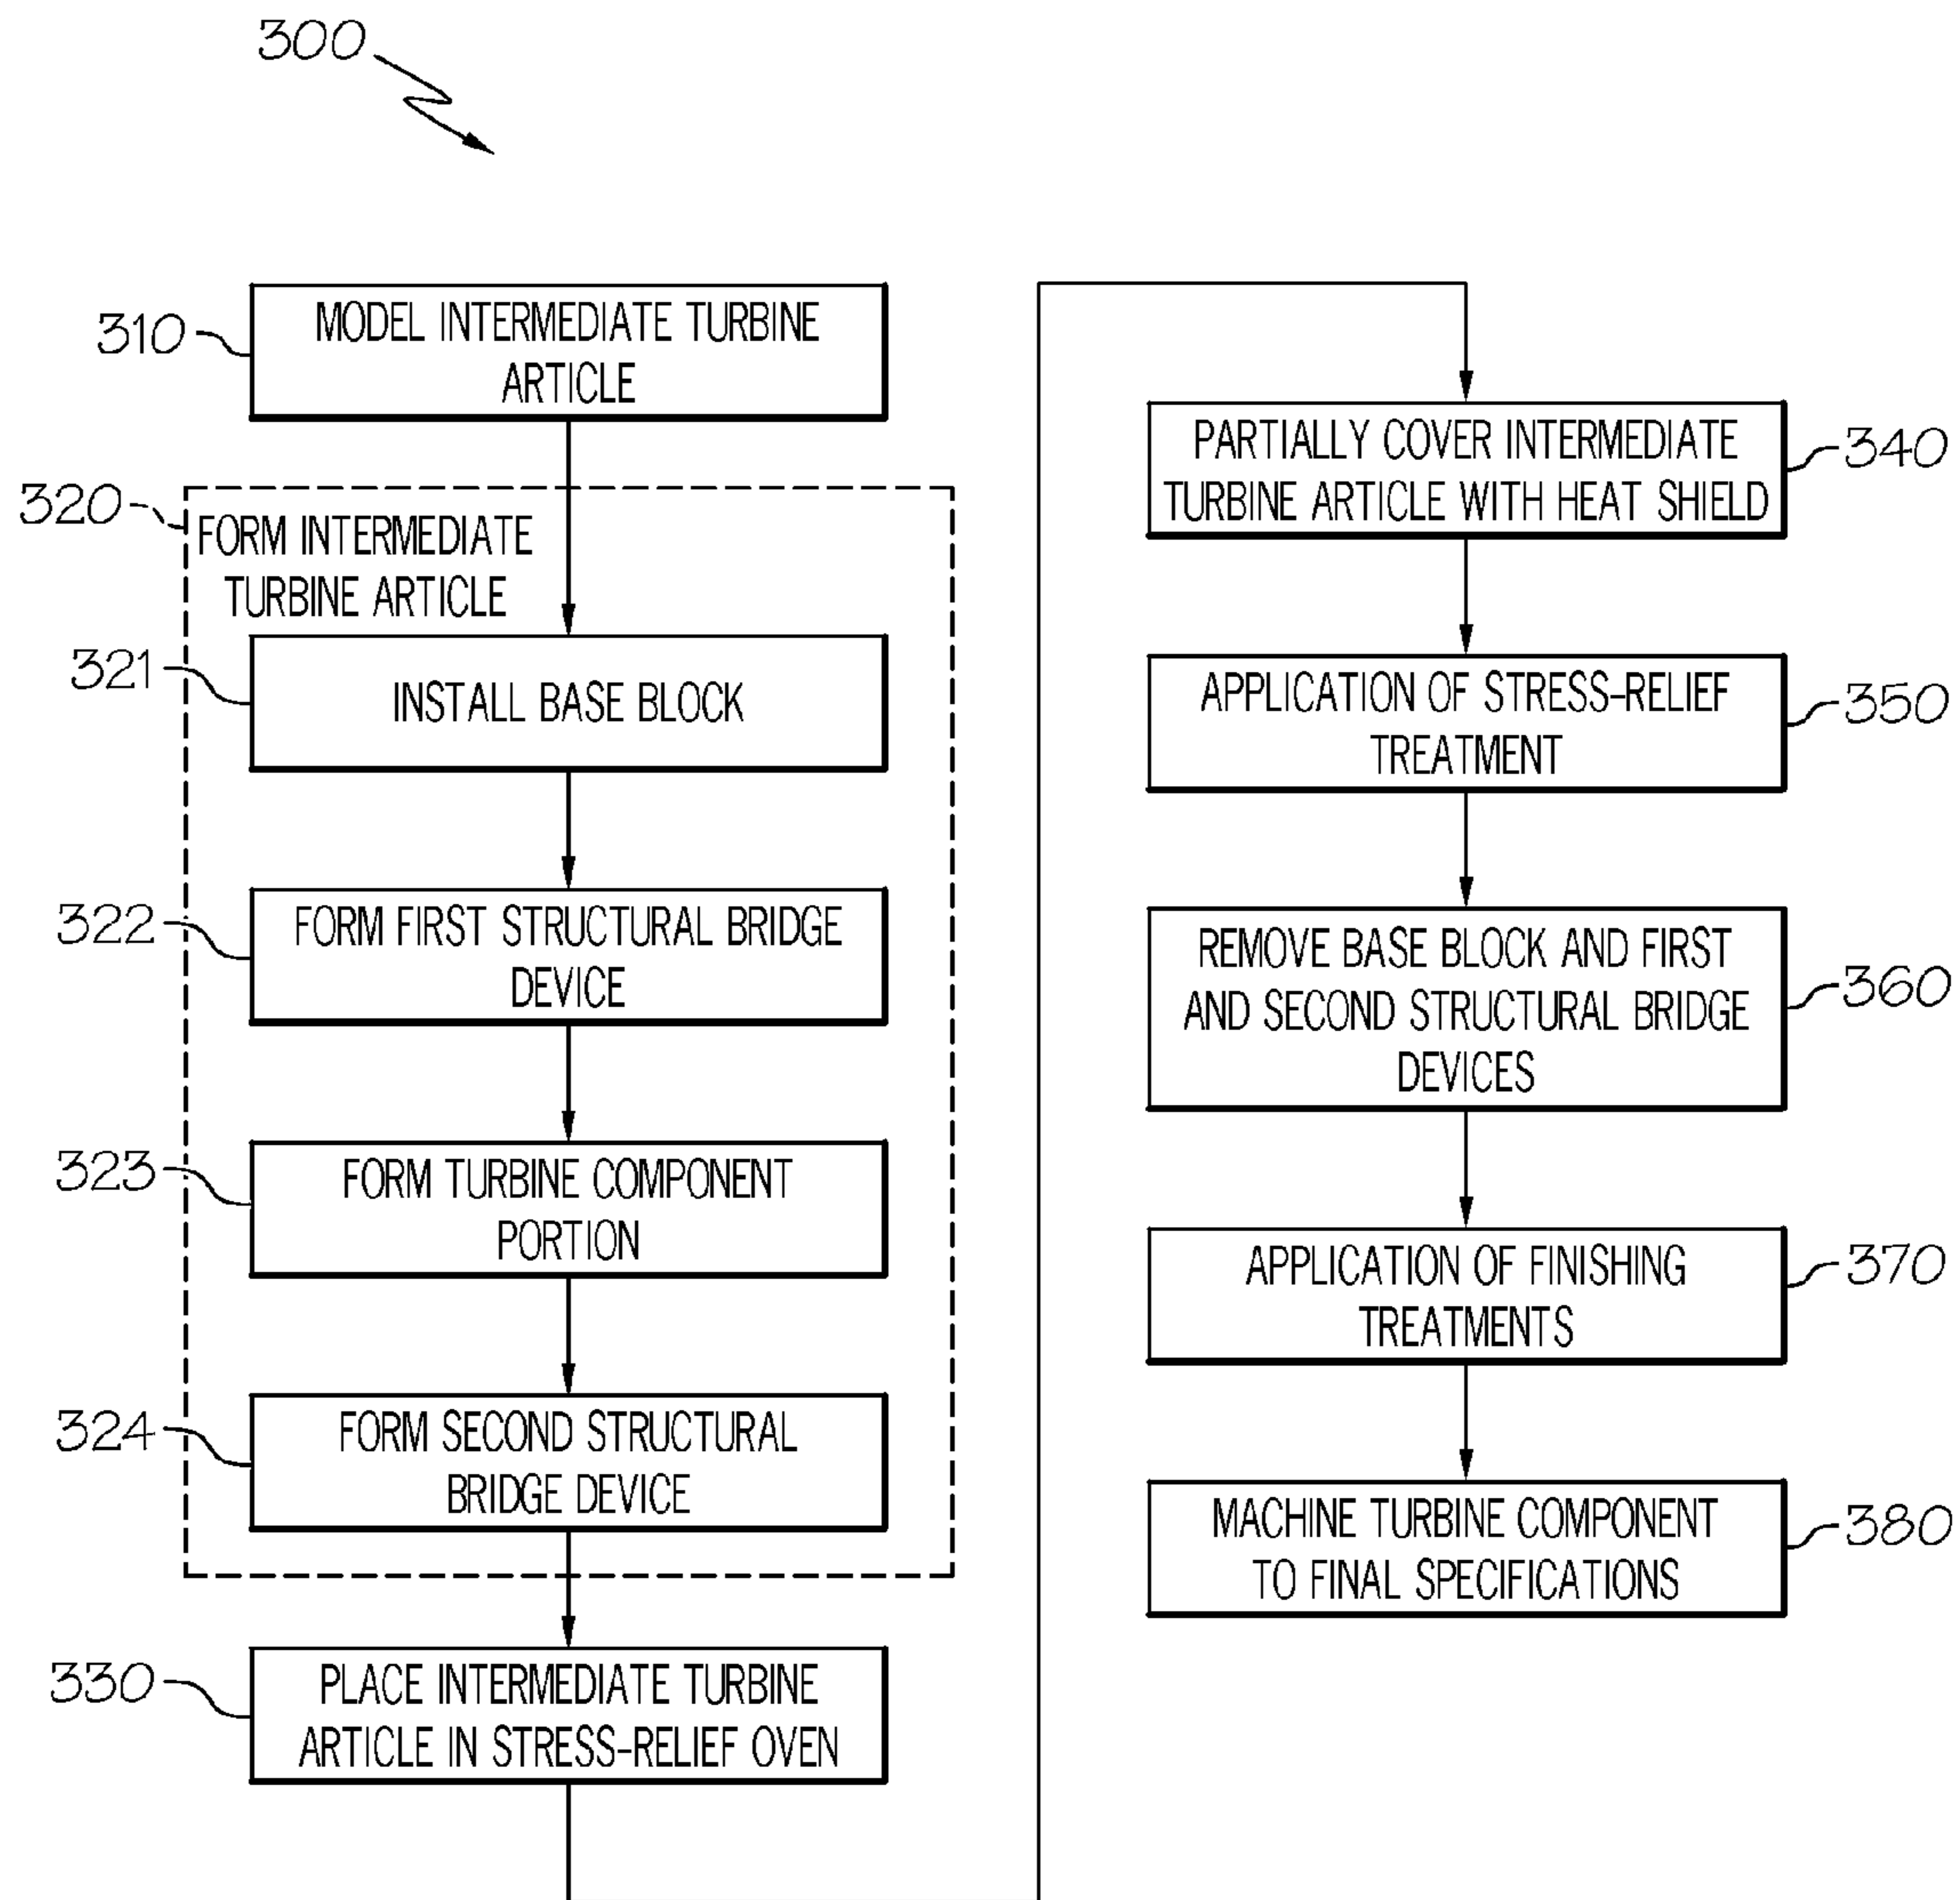 300
310
MODEL INTERMEDIATE TURBINE
ARTICLE
320
FORM INTERMEDIATE
TURBINE ARTICLE
321
INSTALL BASE BLOCK
322
FORM FIRST STRUCTURAL BRIDGE
DEVICE
323
FORM TURBINE COMPONENT
PORTION
324
FORM SECOND STRUCTURAL
BRIDGE DEVICE
330
PLACE INTERMEDIATE TURBINE
ARTICLE IN STRESS-RELIEF OVEN
PARTIALLY COVER INTERMEDIATE
TURBINE ARTICLE WITH HEAT SHIELD
340
APPLICATION OF STRESS-RELIEF
TREATMENT
350
REMOVE BASE BLOCK AND FIRST
AND SECOND STRUCTURAL BRIDGE
DEVICES
360
APPLICATION OF FINISHING
TREATMENTS
370
MACHINE TURBINE COMPONENT
TO FINAL SPECIFICATIONS
380